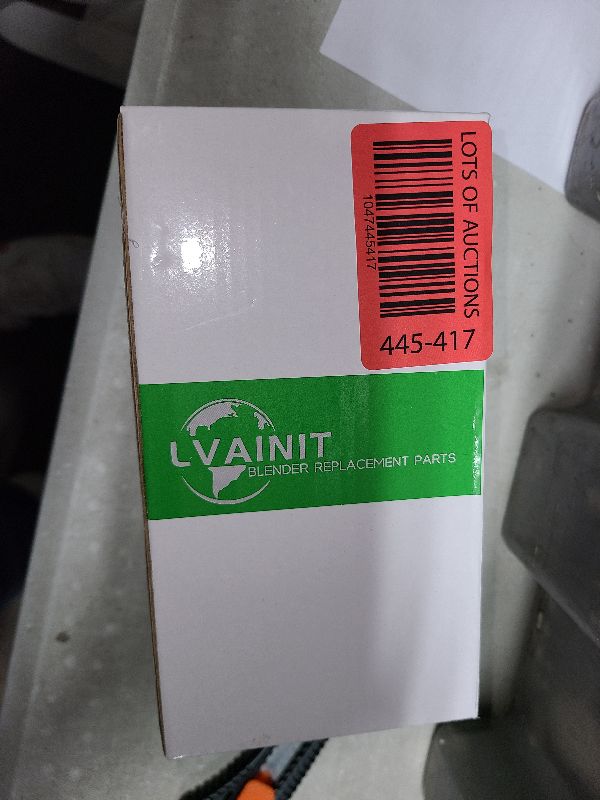 LOTS OF AUCTIONS
1047445417
445-417
LVAINIT
BLENDER REPLACEMENT PARTS